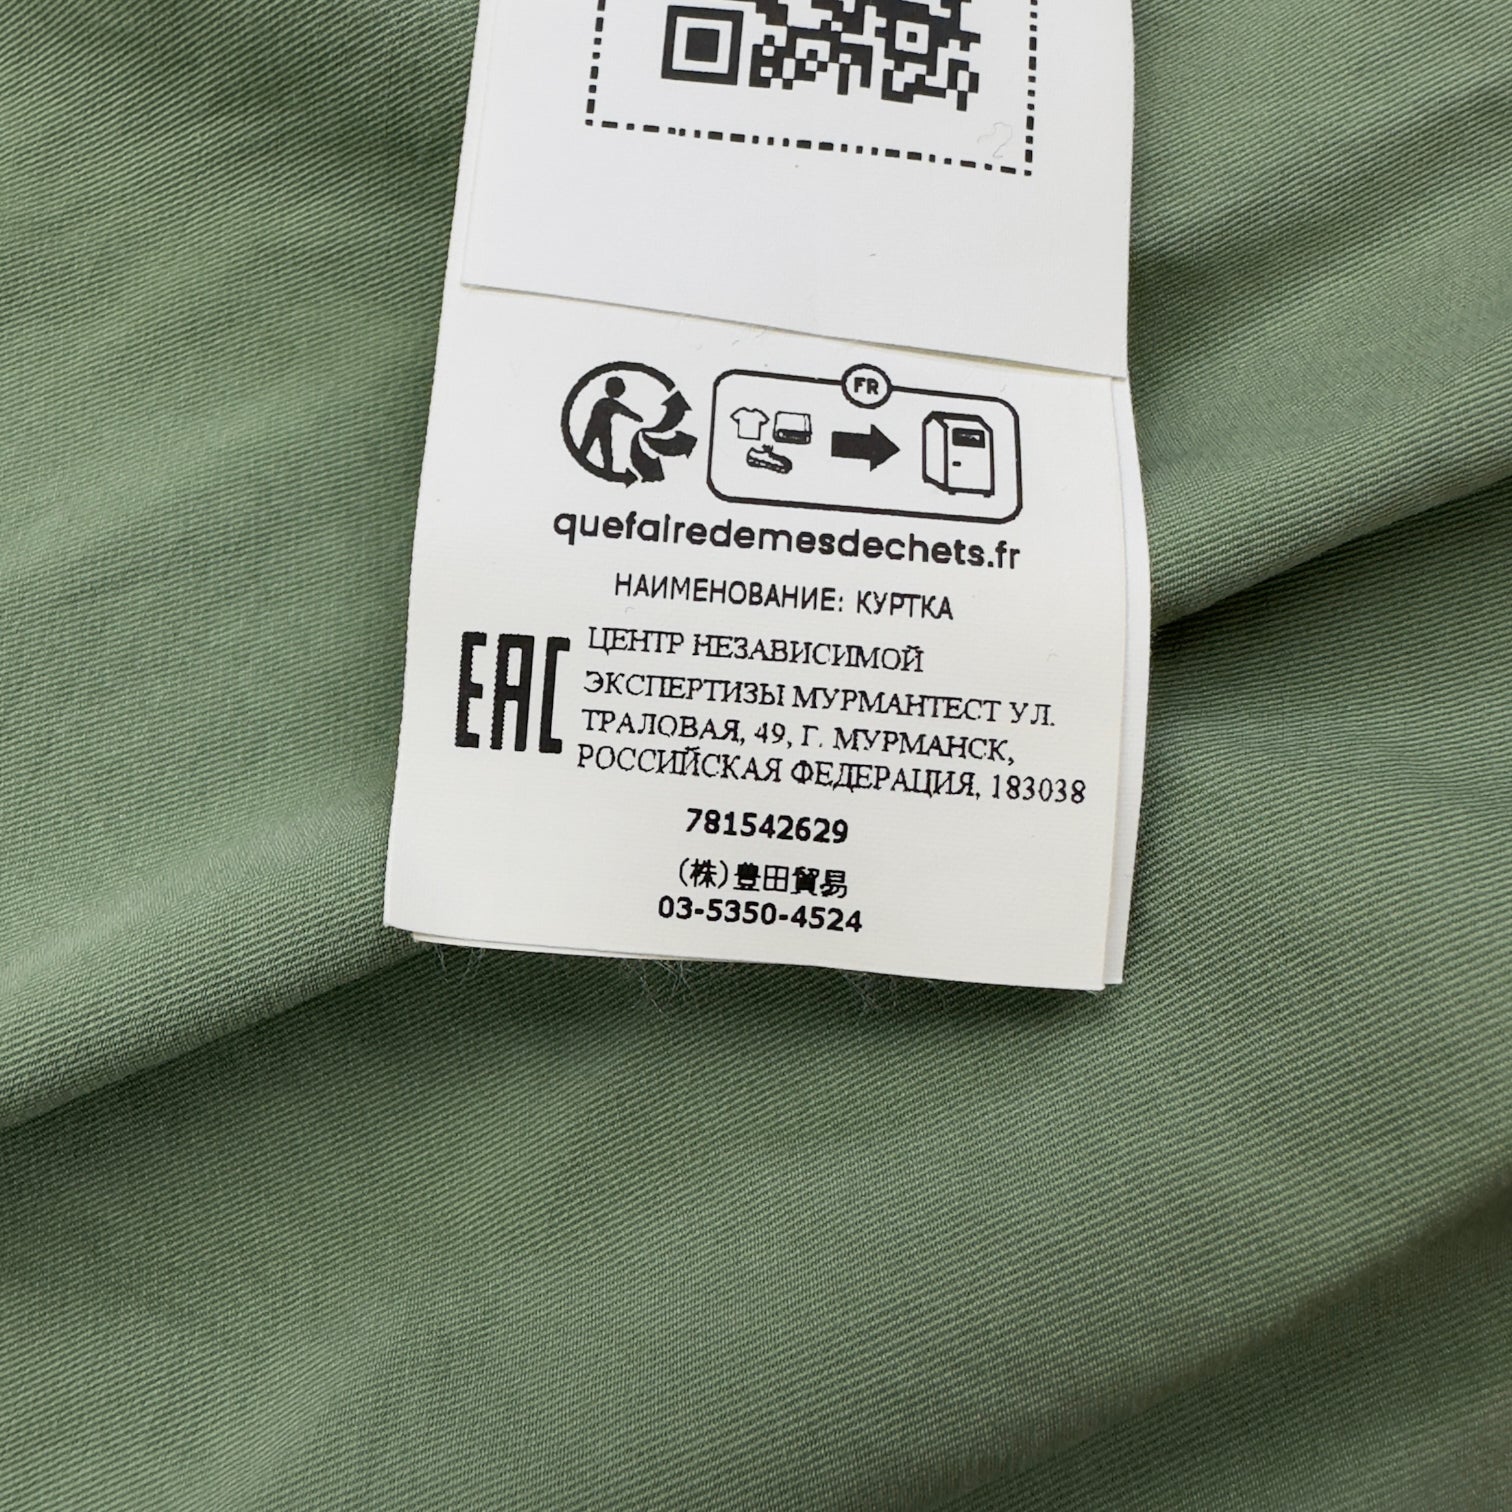 FR
quefairedemesdechets.fr
НАИМЕНОВАНИЕ: КУРТКА
EAC
ЦЕНТР НЕЗАВИСИМОЙ
ЭКСПЕРТИЗЫ МУРМАНТЕСТ УЛ.
ТРАЛОВАЯ, 49, Г. МУРМАНСК,
РОССИЙСКАЯ ФЕДЕРАЦИЯ, 183038
781542629
(株)豊田貿易
03-5350-4524